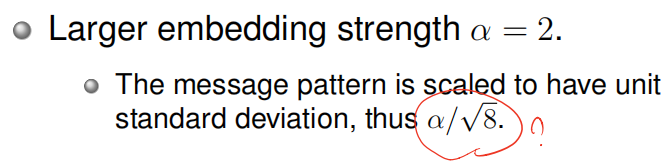 Larger embedding strength α = 2.
The message pattern is scaled to have unit
standard deviation, thus α/√8. ?